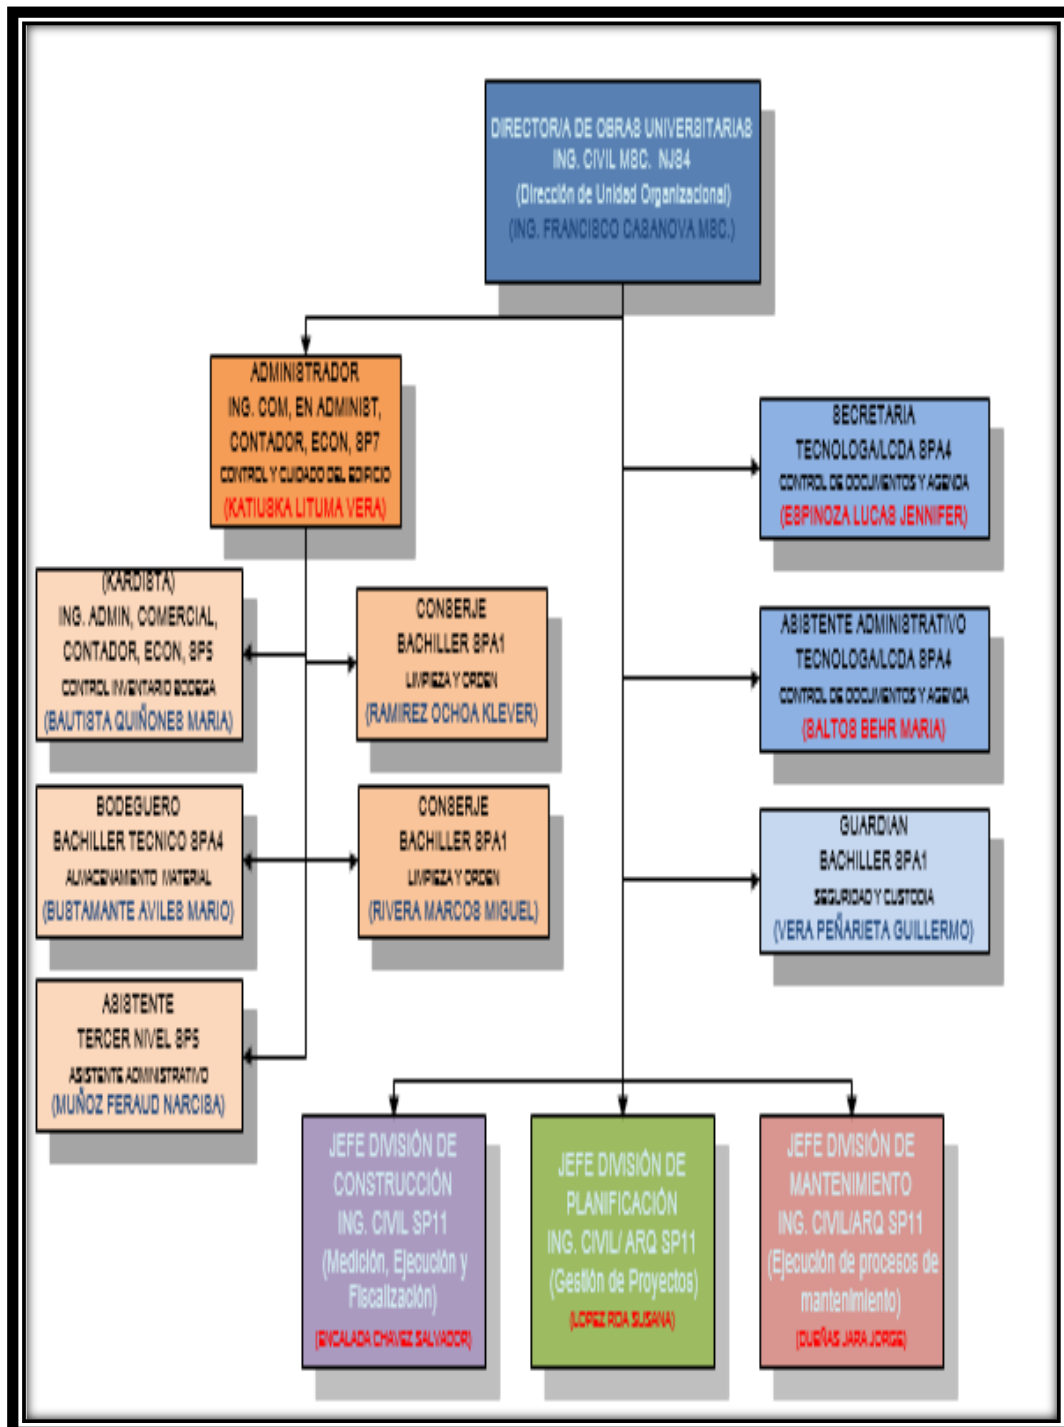 DIRECTOR/A DE OBRAS UNIVERSITARIAS
ING. CIVIL MSC. NJS4
(Dirección de Unidad Organizacional)
(ING. FRANCISCO CASANOVA MSC.)
ADMINISTRADOR
ING. COM, EN ADMINIST,
CONTADOR, ECON, SP7
CONTROL Y CUIDADO DEL EDIFICIO
(KATIUSKA LITUMA VERA)
SECRETARIA
TECNOLOGA/LCDA SPA4
CONTROL DE DOCUMENTOS Y AGENDA
(ESPINOZA LUCAS JENNIFER)
(KARDISTA)
ING. ADMIN, COMERCIAL,
CONTADOR, ECON, SP5
CONTROL INVENTARIO BODEGA
(BAUTISTA QUIÑONES MARIA)
CONSERJE
BACHILLER SPA1
LIMPIEZA Y ORDEN
(RAMIREZ OCHOA KLEVER)
ASISTENTE ADMINISTRATIVO
TECNOLOGA/LCDA SPA4
CONTROL DE DOCUMENTOS Y AGENDA
(SALTOS BEHR MARIA)
BODEGUERO
BACHILLER TECNICO SPA4
ALMACENAMIENTO MATERIAL
(BUSTAMANTE AVILES MARIO)
CONSERJE
BACHILLER SPA1
LIMPIEZA Y ORDEN
(RIVERA MARCOS MIGUEL)
GUARDIAN
BACHILLER SPA1
SEGURIDAD Y CUSTODIA
(VERA PEÑARIETA GUILLERMO)
ASISTENTE
TERCER NIVEL SP5
ASISTENTE ADMINISTRATIVO
(MUÑOZ FERAUD NARCISA)
JEFE DIVISIÓN DE
CONSTRUCCIÓN
ING. CIVIL SP11
(Medición, Ejecución y
Fiscalización)
(ENCALADA CHAVEZ SALVADOR)
JEFE DIVISIÓN DE
PLANIFICACIÓN
ING. CIVIL/ ARQ SP11
(Gestión de Proyectos)
(LOPEZ ROA SUSANA)
JEFE DIVISIÓN DE
MANTENIMIENTO
ING. CIVIL/ARQ SP11
(Ejecución de procesos de
mantenimiento)
(DUEÑAS JARA JORGE)